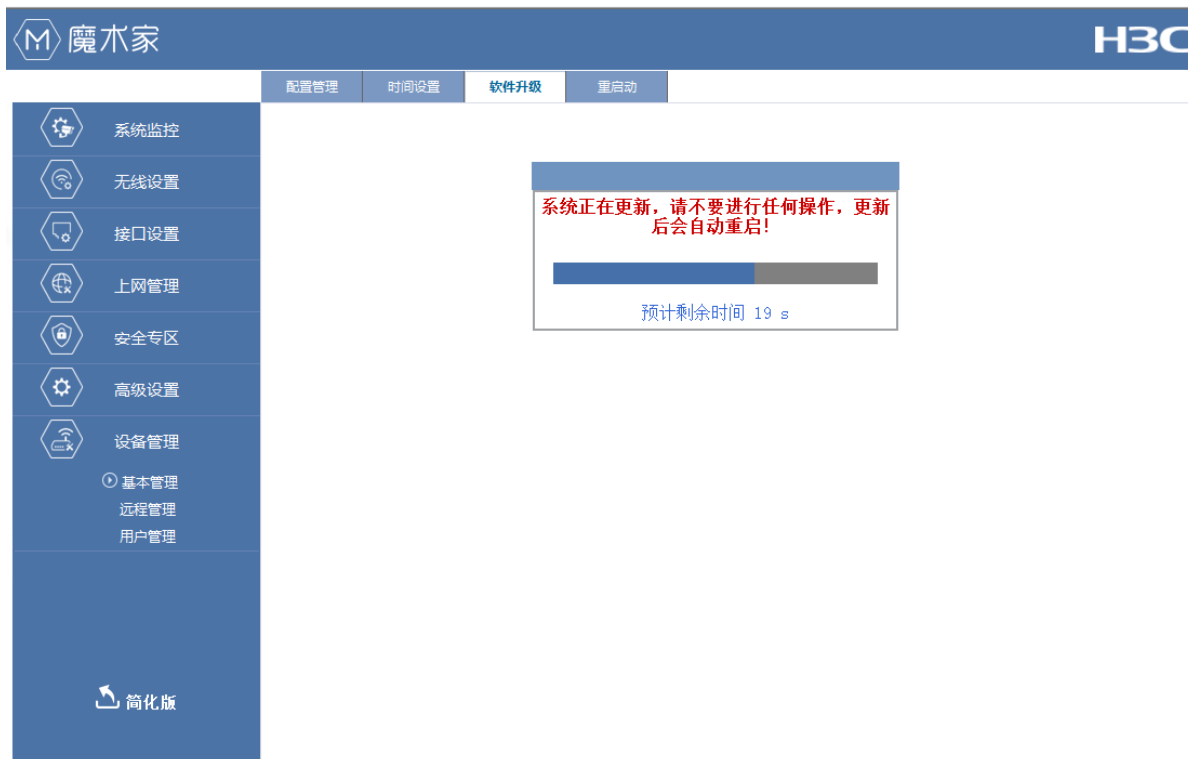 魔术家
H3C
配置管理 时间设置 软件升级 重启动
系统监控
无线设置
接口设置
上网管理
安全专区
高级设置
设备管理
基本管理
远程管理
用户管理
简化版
系统正在更新，请不要进行任何操作，更新
后会自动重启！
预计剩余时间 19 s